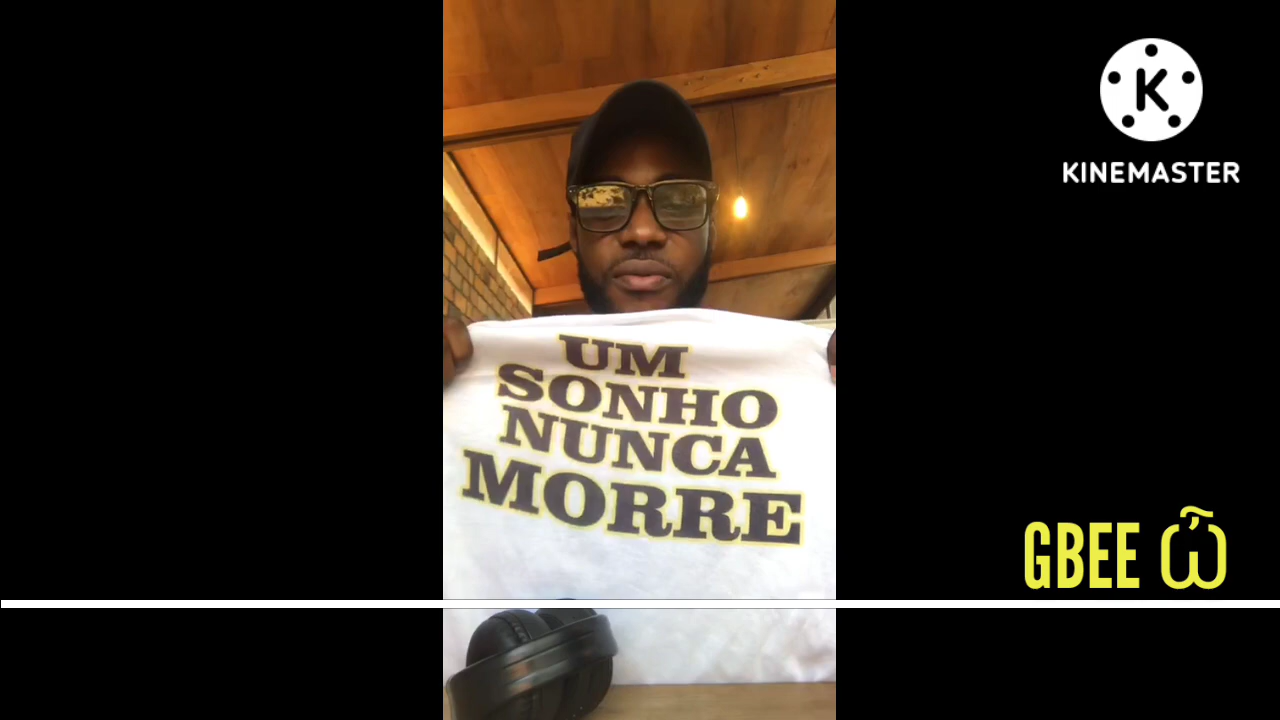 UM
SONHO
NUNCA
MORRE
K
KINEMASTER
GBEE ὦ